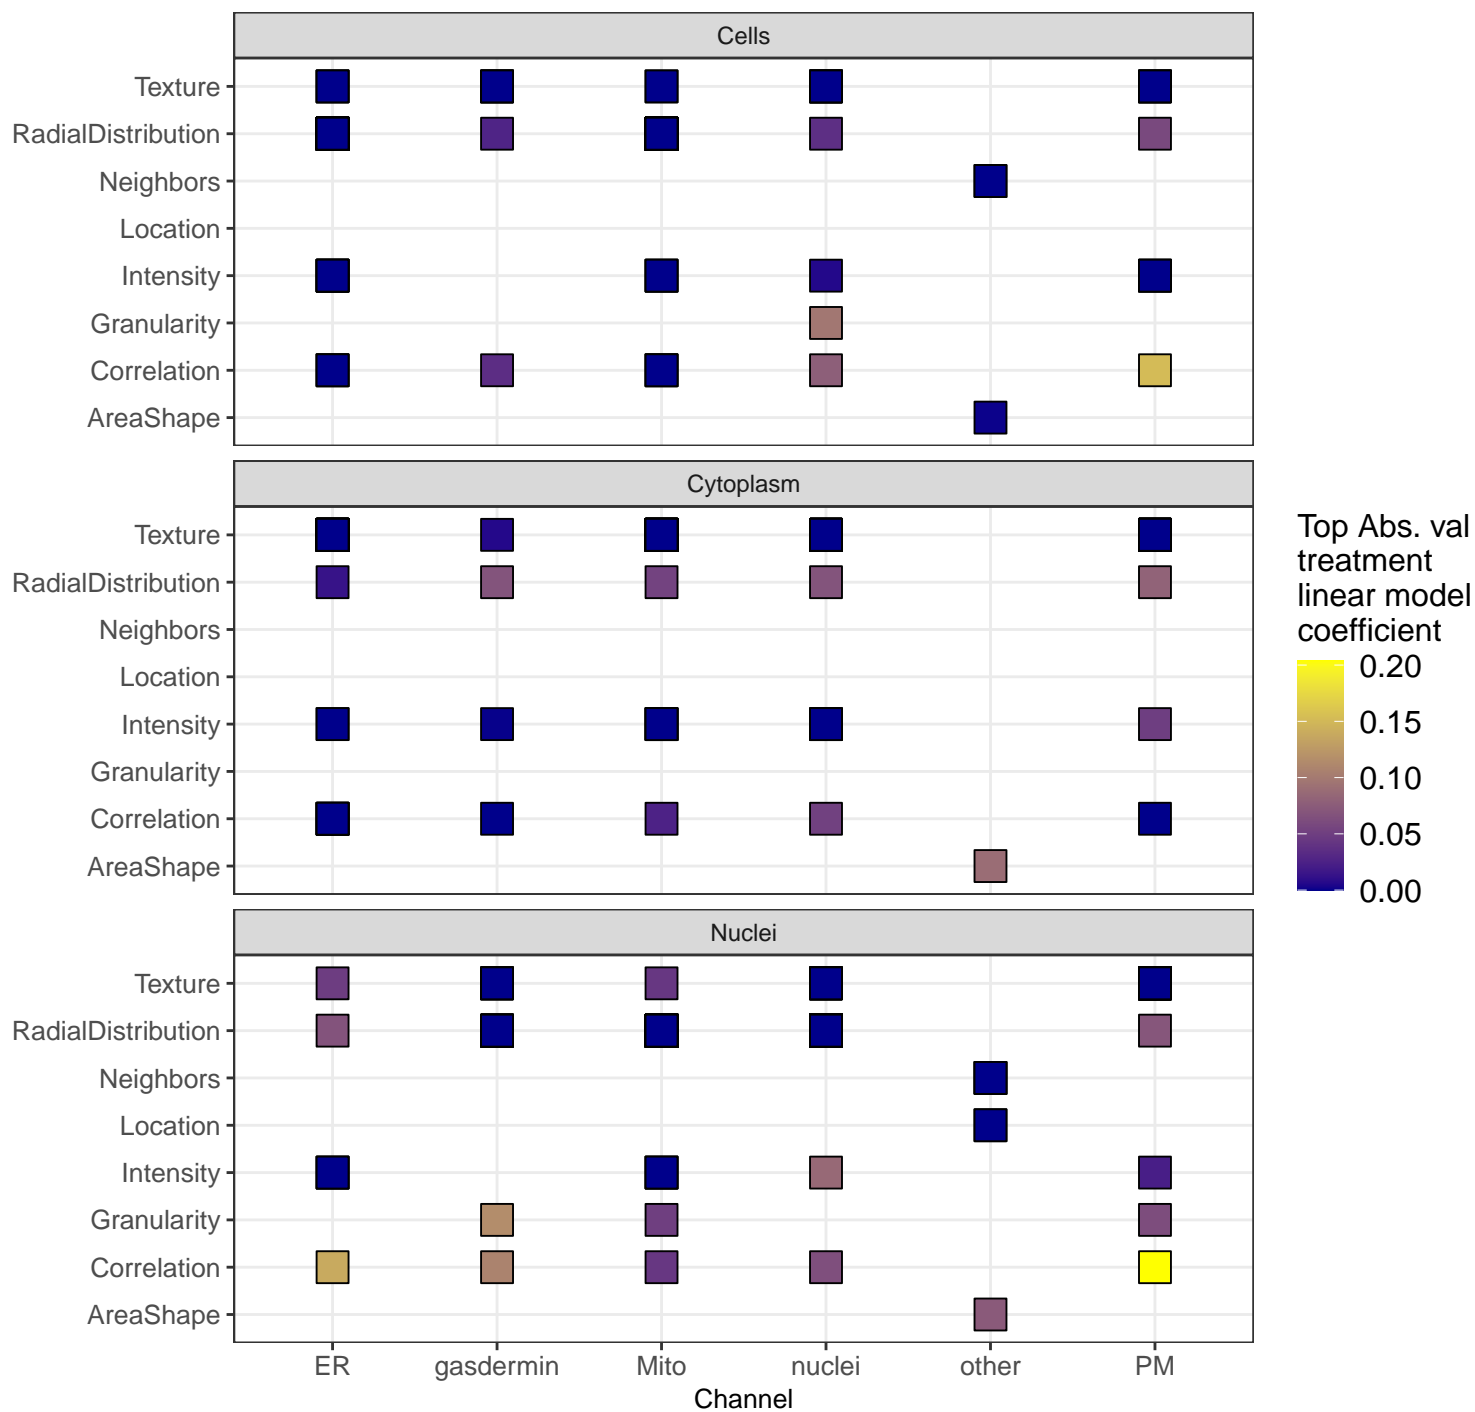 Cells
Texture
RadialDistribution
Neighbors
Location
Intensity
Granularity
Correlation
AreaShape
Cytoplasm
Texture
RadialDistribution
Neighbors
Location
Intensity
Granularity
Correlation
AreaShape
Nuclei
Texture
RadialDistribution
Neighbors
Location
Intensity
Granularity
Correlation
AreaShape
ER gasdermin Mito nuclei other PM
Channel
Top Abs. val
treatment
linear model
coefficient
0.20
0.15
0.10
0.05
0.00